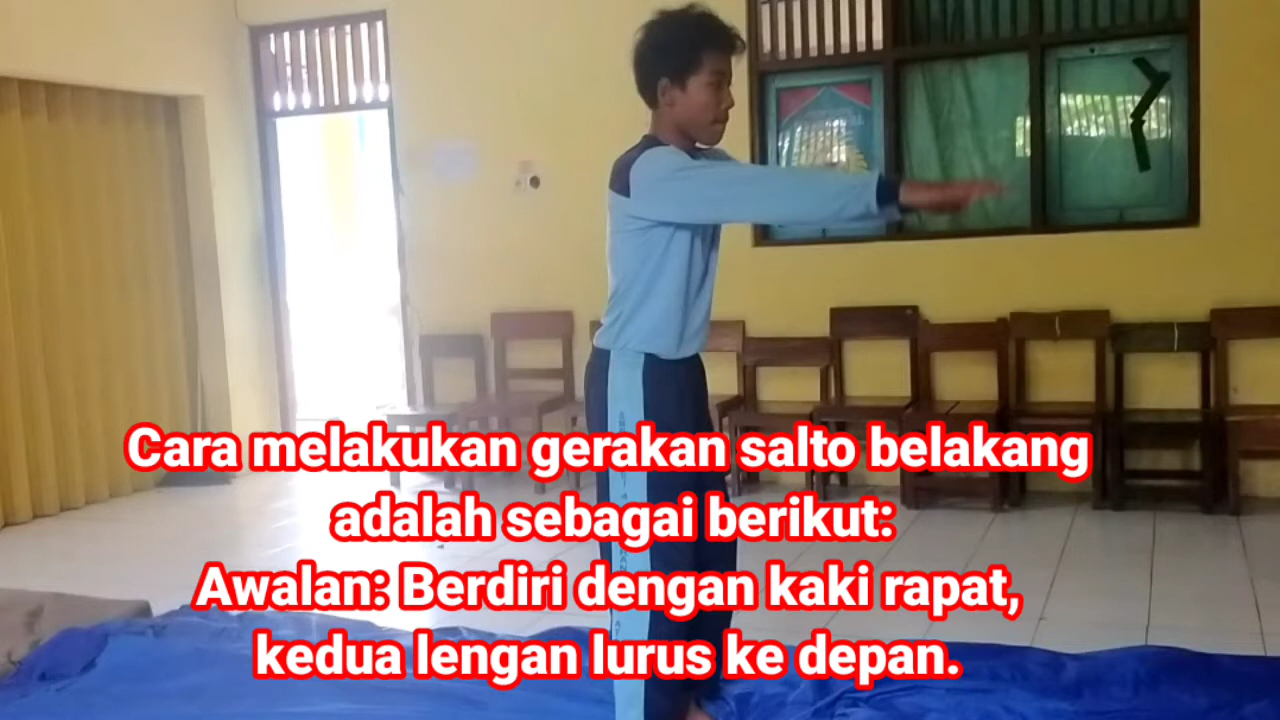 Cara melakukan gerakan salto belakang
adalah sebagai berikut:
Awalan: Berdiri dengan kaki rapat,
kedua lengan lurus ke depan.